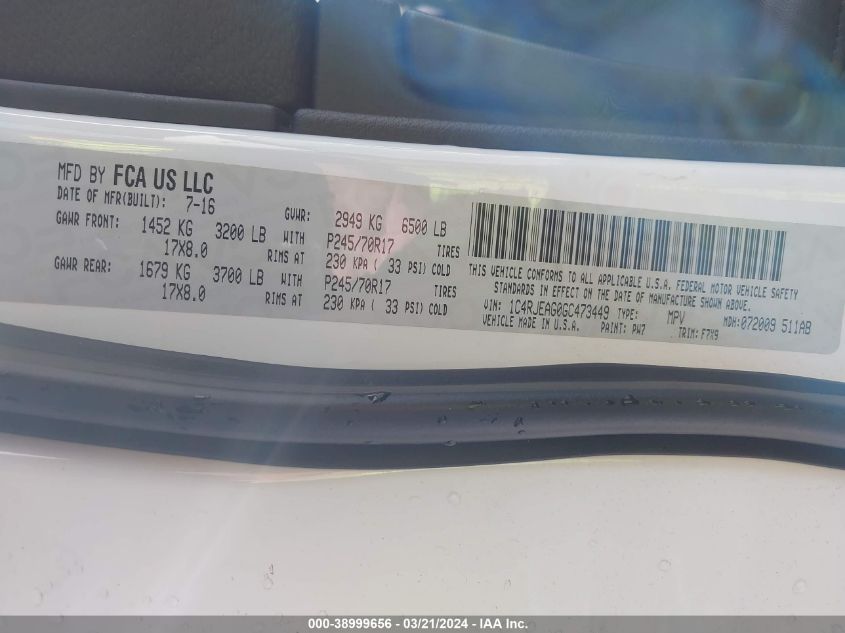 MFD BY FCA US LLC
DATE OF MFR(BUILT): 7-16 GVWR: 2949 KG 6500 LB
GAWR FRONT: 1452 KG 3200 LB WITH P245/70R17 TIRES
17X8.0 RIMS AT 230 KPA ( 33 PSI) COLD
GAWR REAR: 1679 KG 3700 LB WITH P245/70R17 TIRES
17X8.0 RIMS AT 230 KPA ( 33 PSI) COLD
THIS VEHICLE CONFORMS TO ALL APPLICABLE U.S.A. FEDERAL MOTOR VEHICLE SAFETY
STANDARDS IN EFFECT ON THE DATE OF MANUFACTURE SHOWN ABOVE.
VIN: 1C4RJEAG0GC473449 TYPE: MPV MDH:072009 511AB
VEHICLE MADE IN U.S.A. PAINT: PW7 TRIM: F7X9
000-38999656 - 03/21/2024 - IAA Inc.